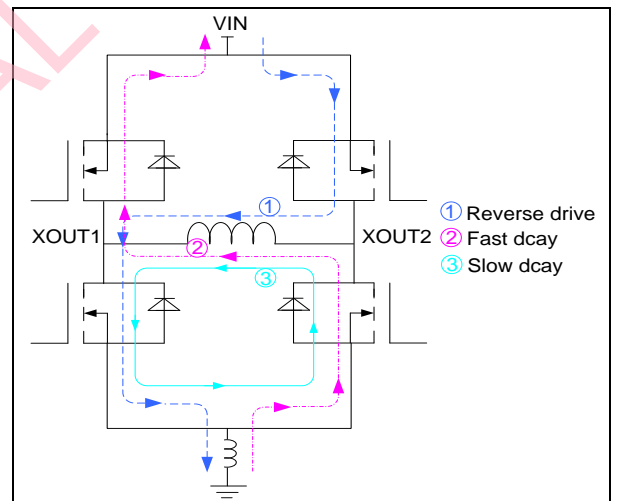 VIN
①
XOUT1
②
XOUT2
③
① Reverse drive
② Fast dcay
③ Slow dcay